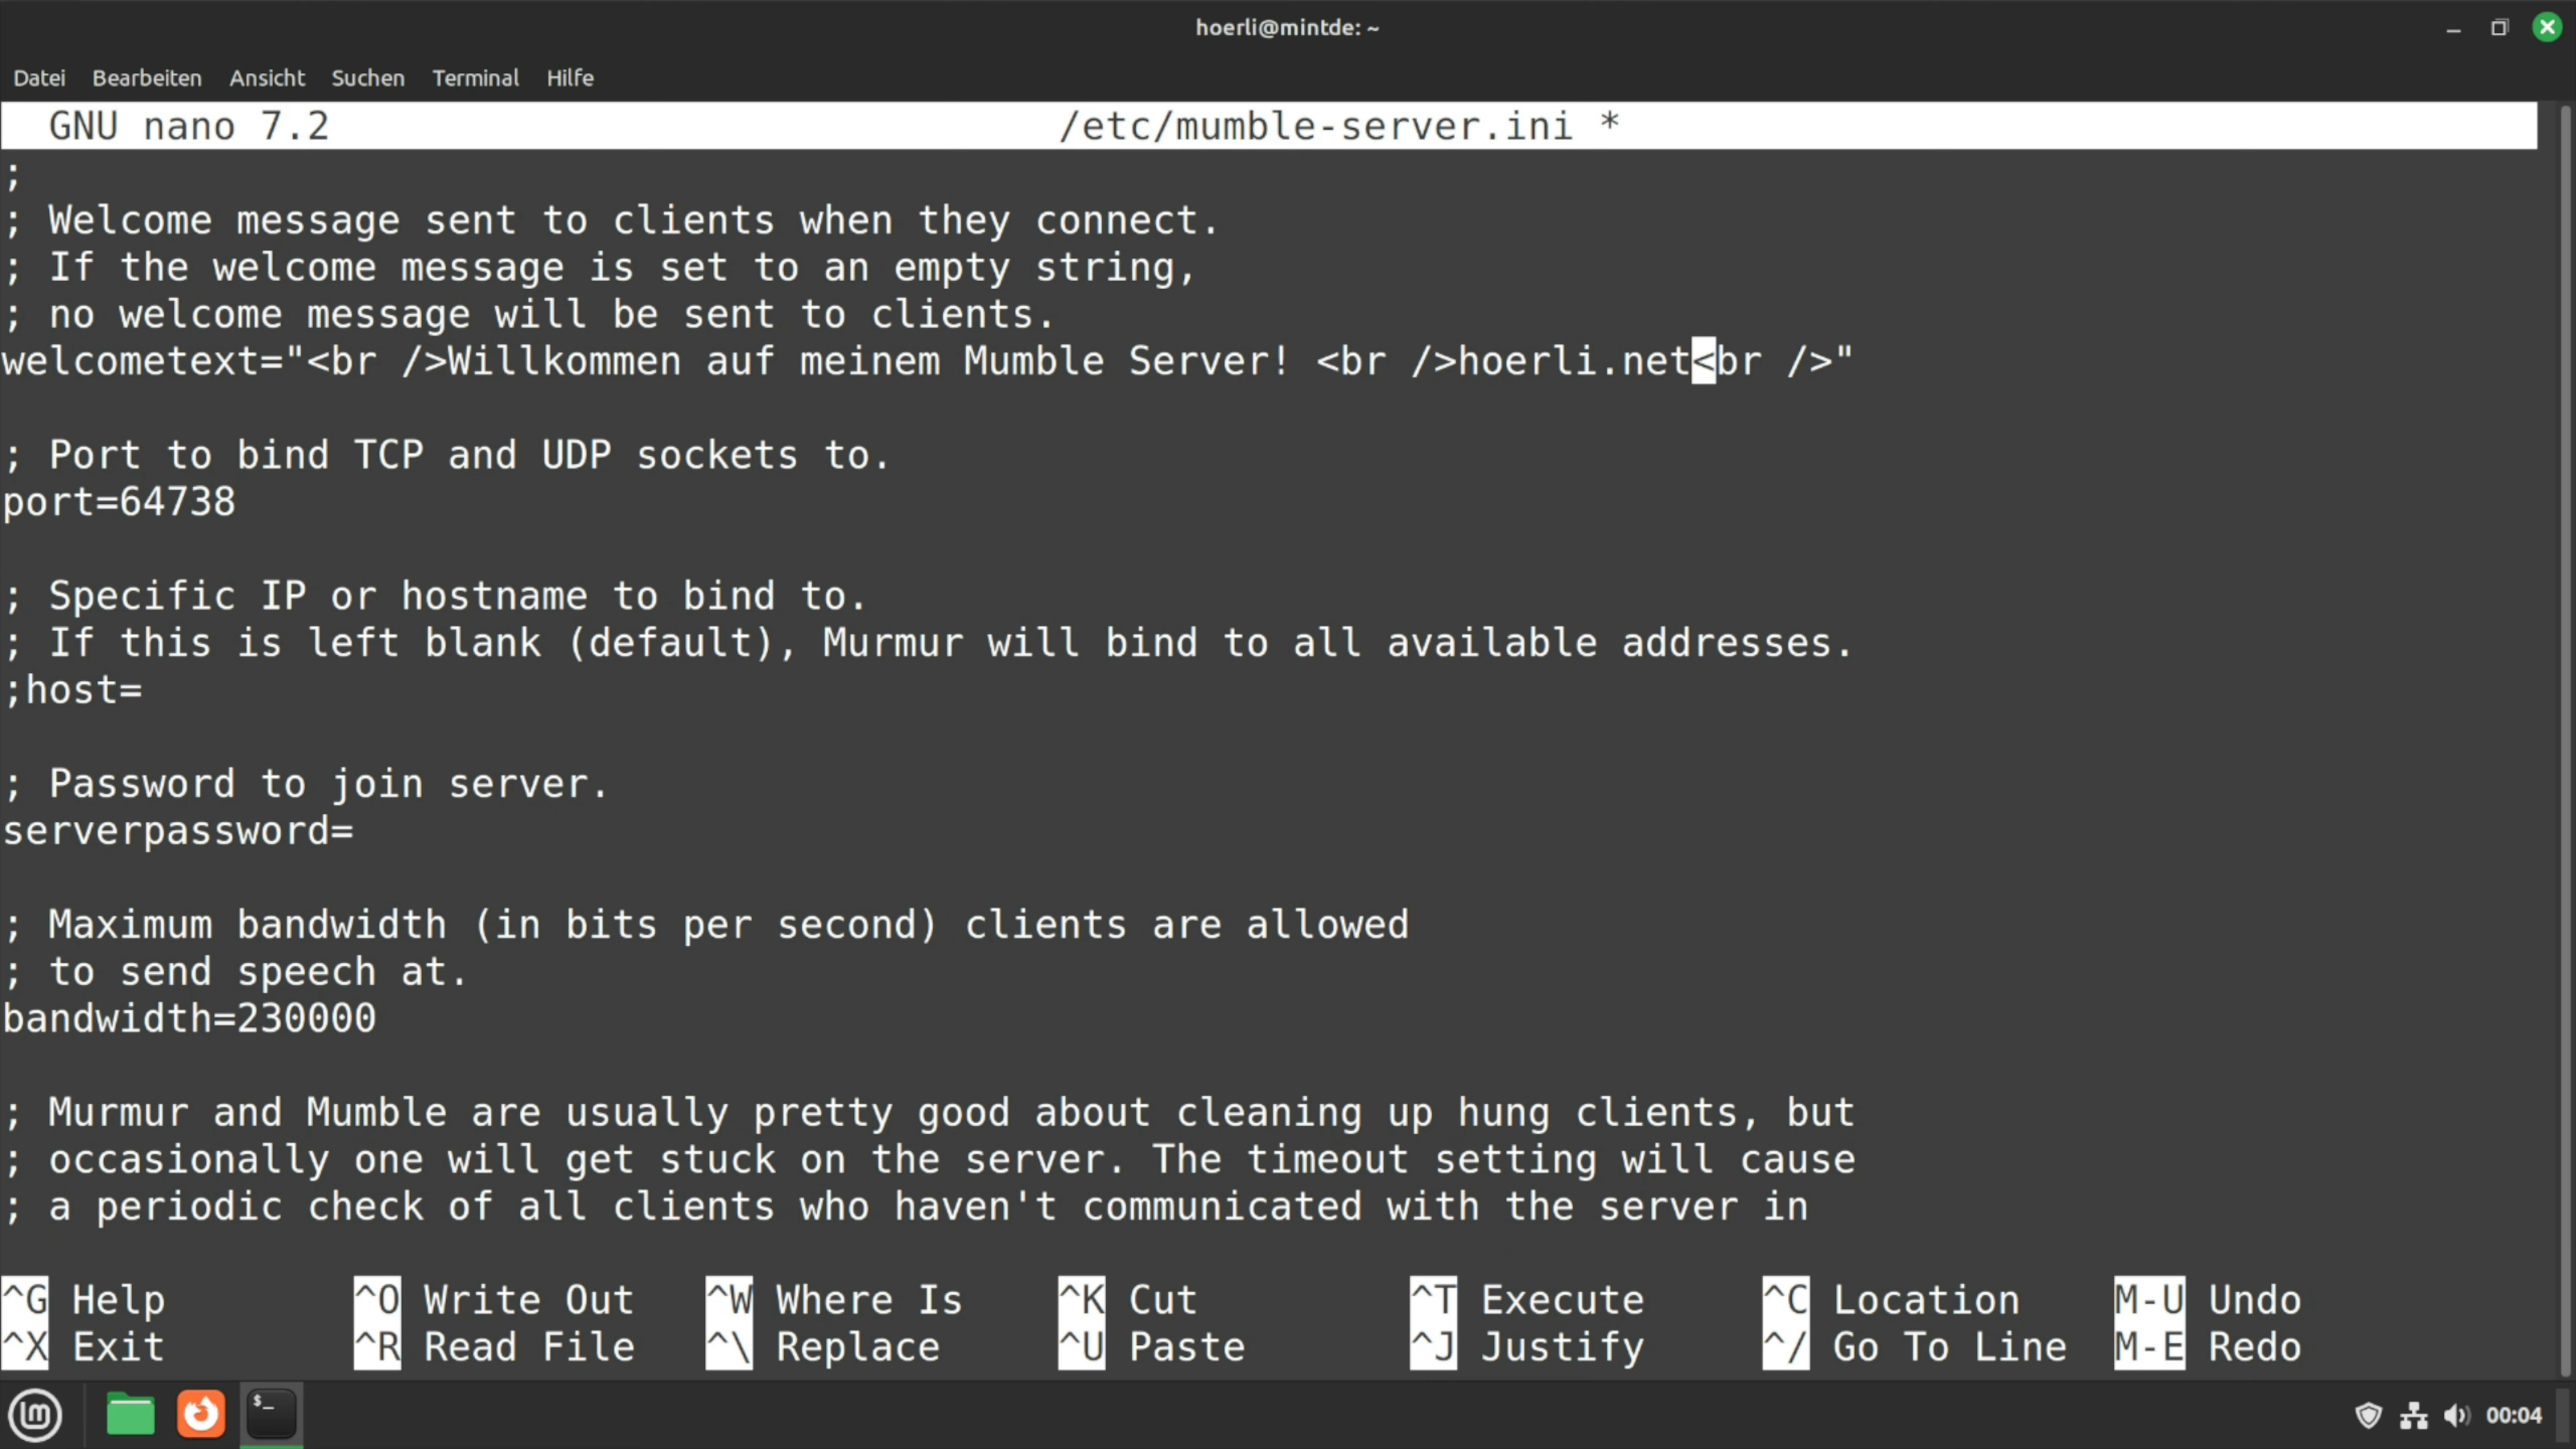 hoerli@mintde: ~
Datei Bearbeiten Ansicht Suchen Terminal Hilfe
GNU nano 7.2 /etc/mumble-server.ini *
;
; Welcome message sent to clients when they connect.
; If the welcome message is set to an empty string,
; no welcome message will be sent to clients.
welcometext="<br />Willkommen auf meinem Mumble Server! <br />hoerli.net<br />"
; Port to bind TCP and UDP sockets to.
port=64738
; Specific IP or hostname to bind to.
; If this is left blank (default), Murmur will bind to all available addresses.
;host=
; Password to join server.
serverpassword=
; Maximum bandwidth (in bits per second) clients are allowed
; to send speech at.
bandwidth=230000
; Murmur and Mumble are usually pretty good about cleaning up hung clients, but
; occasionally one will get stuck on the server. The timeout setting will cause
; a periodic check of all clients who haven't communicated with the server in
^G Help ^O Write Out ^W Where Is ^K Cut ^T Execute ^C Location M-U Undo
^X Exit ^R Read File ^\ Replace ^U Paste ^J Justify ^/ Go To Line M-E Redo
$_
00:04